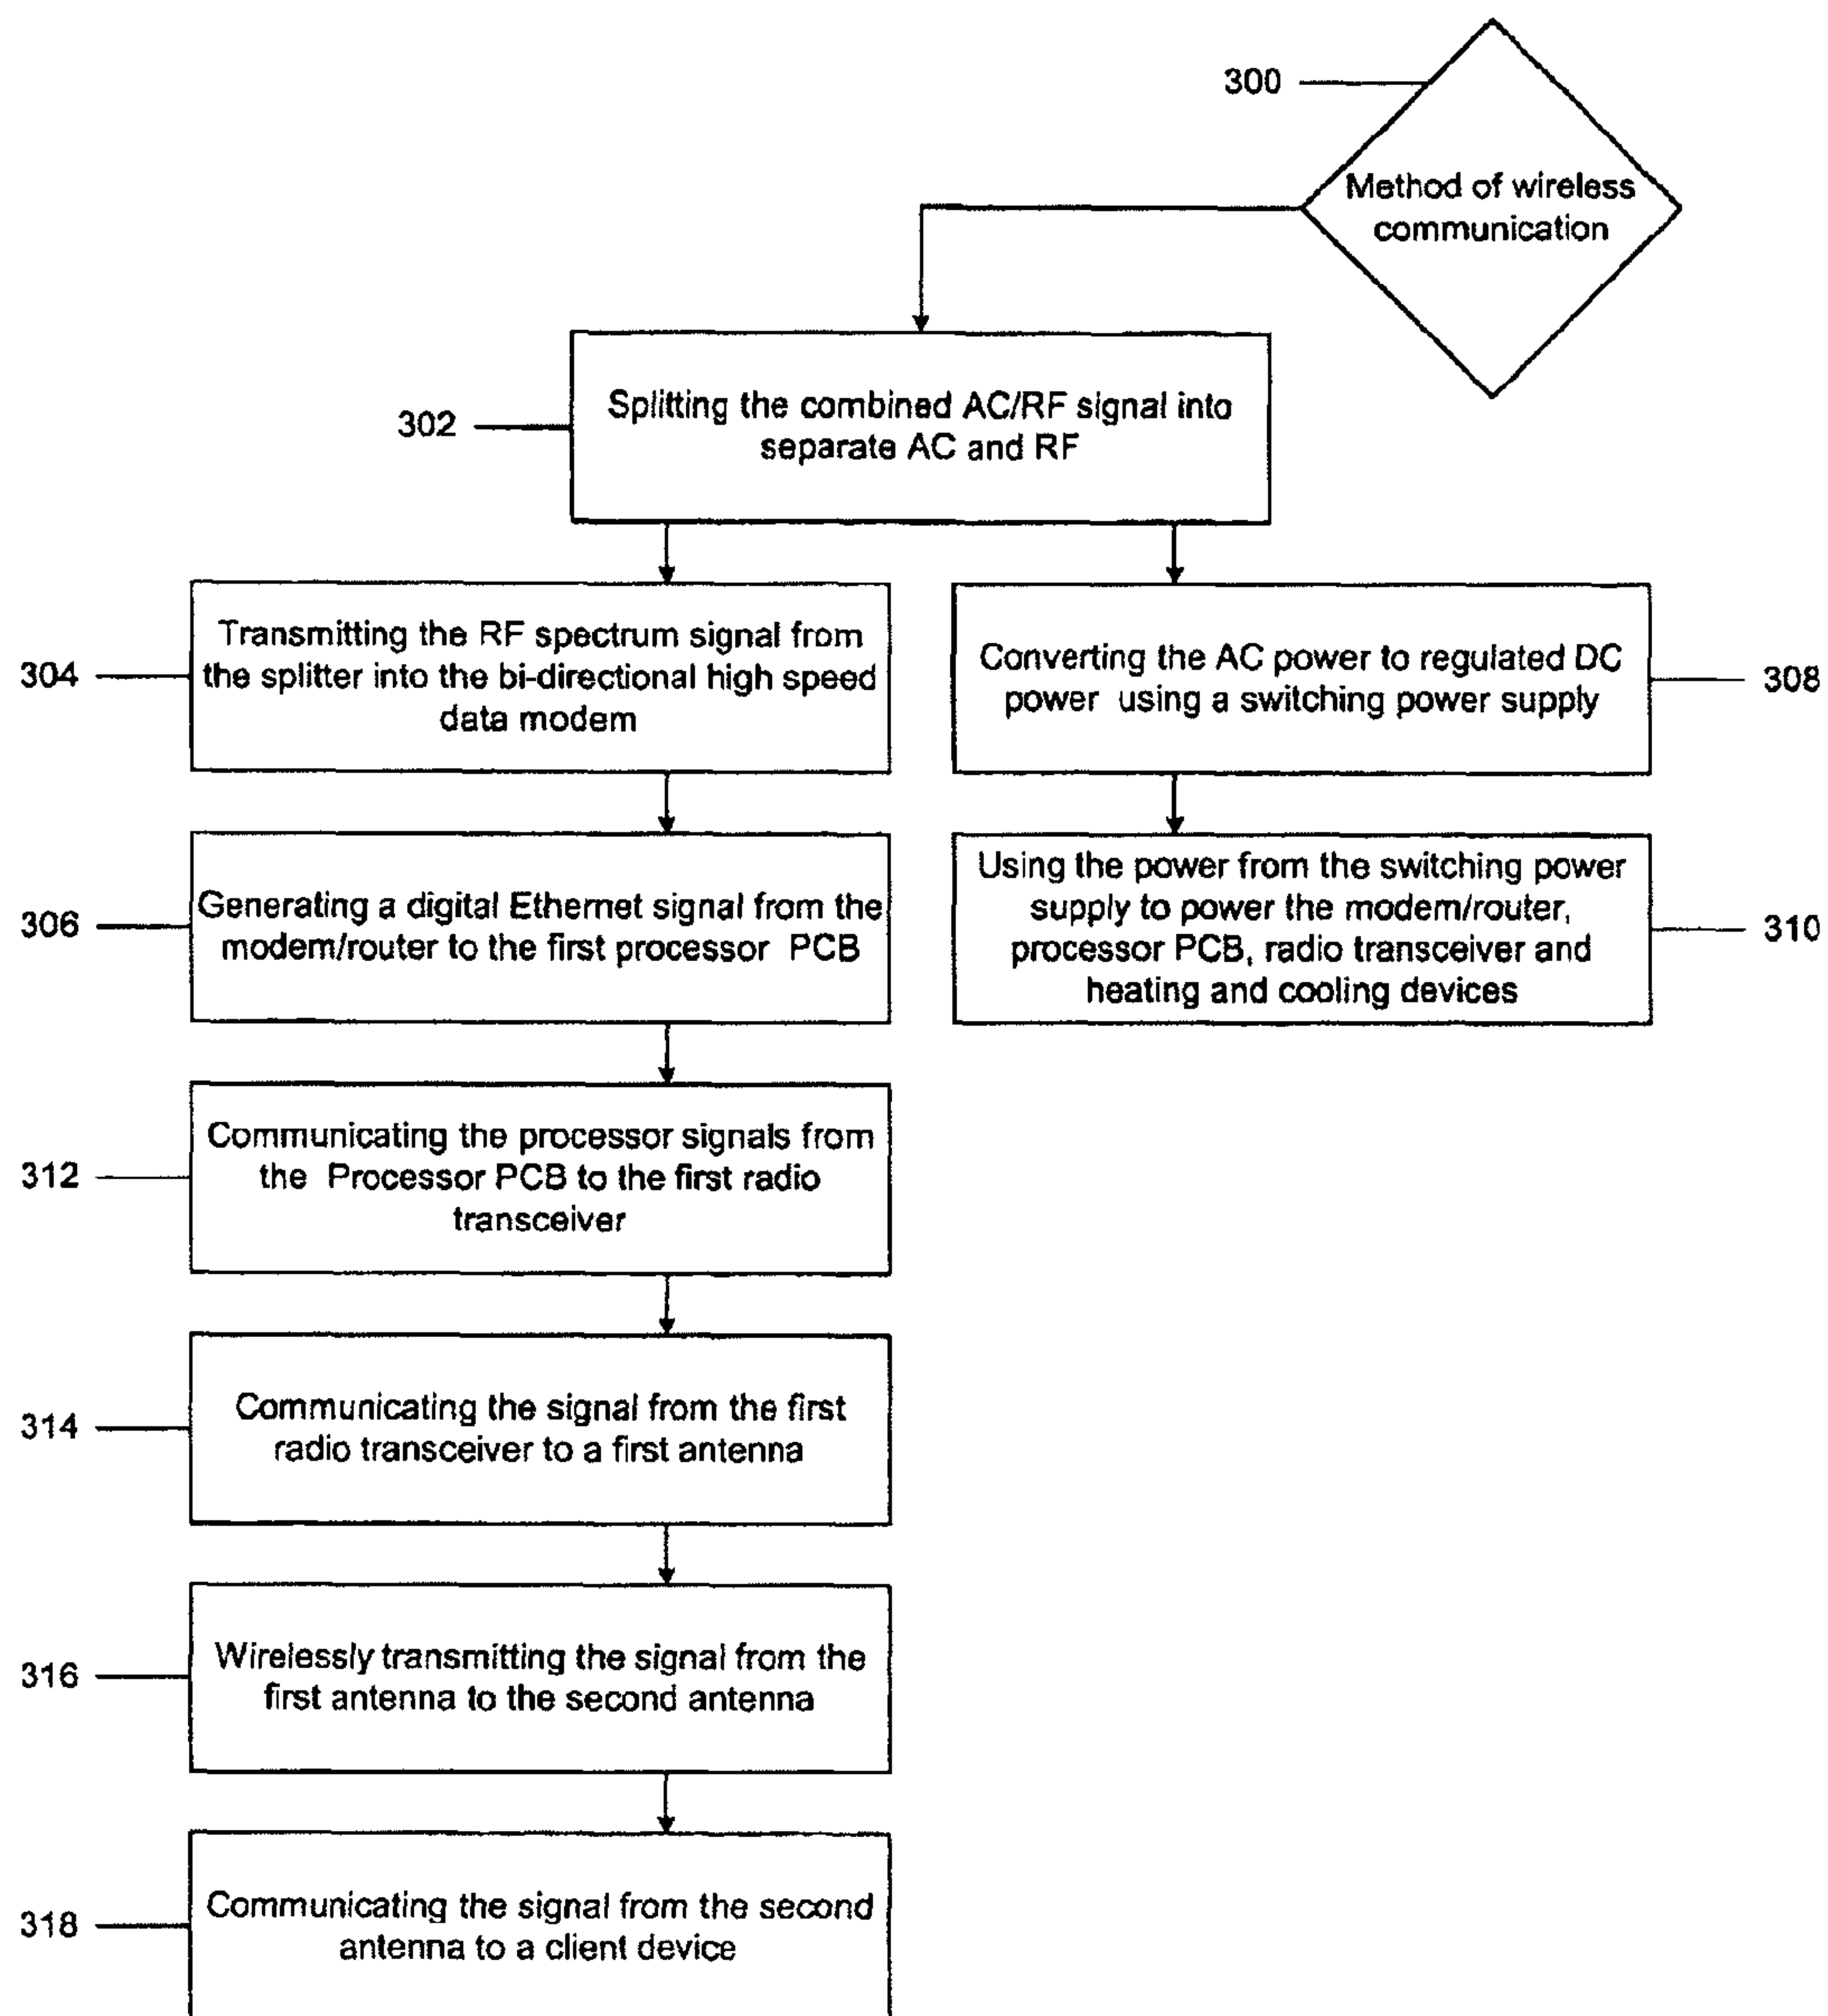 300
Method of wireless
communication
302
Splitting the combined AC/RF signal into
separate AC and RF
304
Transmitting the RF spectrum signal from
the splitter into the bi-directional high speed
data modem
Converting the AC power to regulated DC
power using a switching power supply
308
306
Generating a digital Ethernet signal from the
modem/router to the first processor PCB
Using the power from the switching power
supply to power the modem/router,
processor PCB, radio transceiver and
heating and cooling devices
310
312
Communicating the processor signals from
the Processor PCB to the first radio
transceiver
314
Communicating the signal from the first
radio transceiver to a first antenna
316
Wirelessly transmitting the signal from the
first antenna to the second antenna
318
Communicating the signal from the second
antenna to a client device